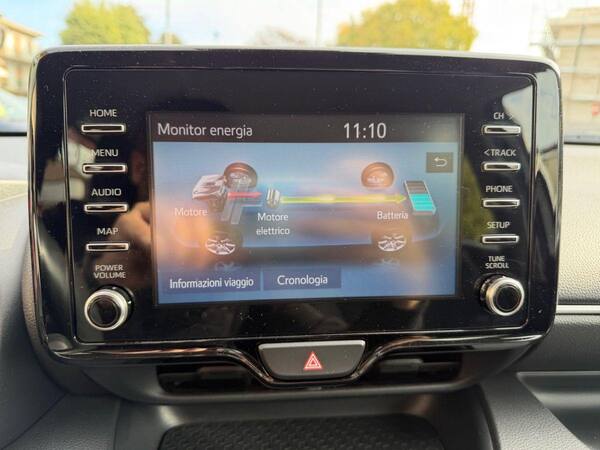 HOME
MENU
AUDIO
MAP
POWER
VOLUME
Monitor energia
11:10
Motore
Motore
elettrico
Batteria
Informazioni viaggio
Cronologia
CH >
< TRACK
PHONE
SETUP
TUNE
SCROLL